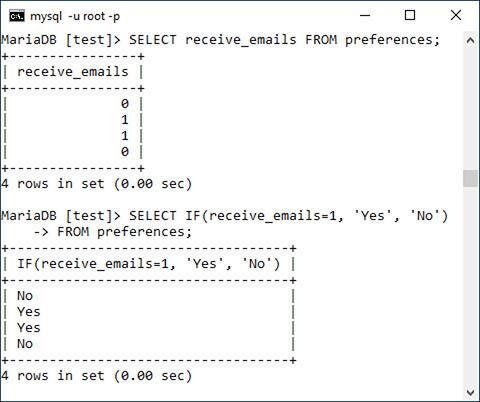 mysql -u root -p
MariaDB [test]> SELECT receive_emails FROM preferences;
+----------------+
| receive_emails |
+----------------+
|              0 |
|              1 |
|              1 |
|              0 |
+----------------+
4 rows in set (0.00 sec)
MariaDB [test]> SELECT IF(receive_emails=1, 'Yes', 'No')
    -> FROM preferences;
+-----------------------------------+
| IF(receive_emails=1, 'Yes', 'No') |
+-----------------------------------+
| No                                |
| Yes                               |
| Yes                               |
| No                                |
+-----------------------------------+
4 rows in set (0.00 sec)